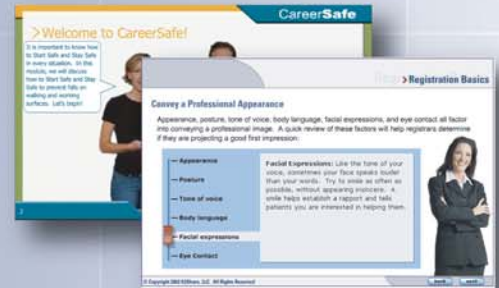 CareerSafe
>Welcome to CareerSafe!
It is important to know how
to Start Safe and Stay Safe
in every situation. In this
module, we will discuss
how to Start Safe and Stay
Safe to prevent falls on
walking and working
surfaces. Let's begin!
2
>Registration Basics
Convey a Professional Appearance
Appearance, posture, tone of voice, body language, facial expressions, and eye contact all factor
into conveying a professional image. A quick review of these factors will help registrars determine
if they are projecting a good first impression.
Appearance
Posture
Tone of voice
Body language
Facial expressions
Eye Contact
Facial Expressions: Like the tone of your
voice, sometimes your face speaks louder
than your words. Try to smile as often as
possible, without appearing insincere. A
smile helps establish a rapport and tells
patients you are interested in helping them.
All Rights Reserved
back
next